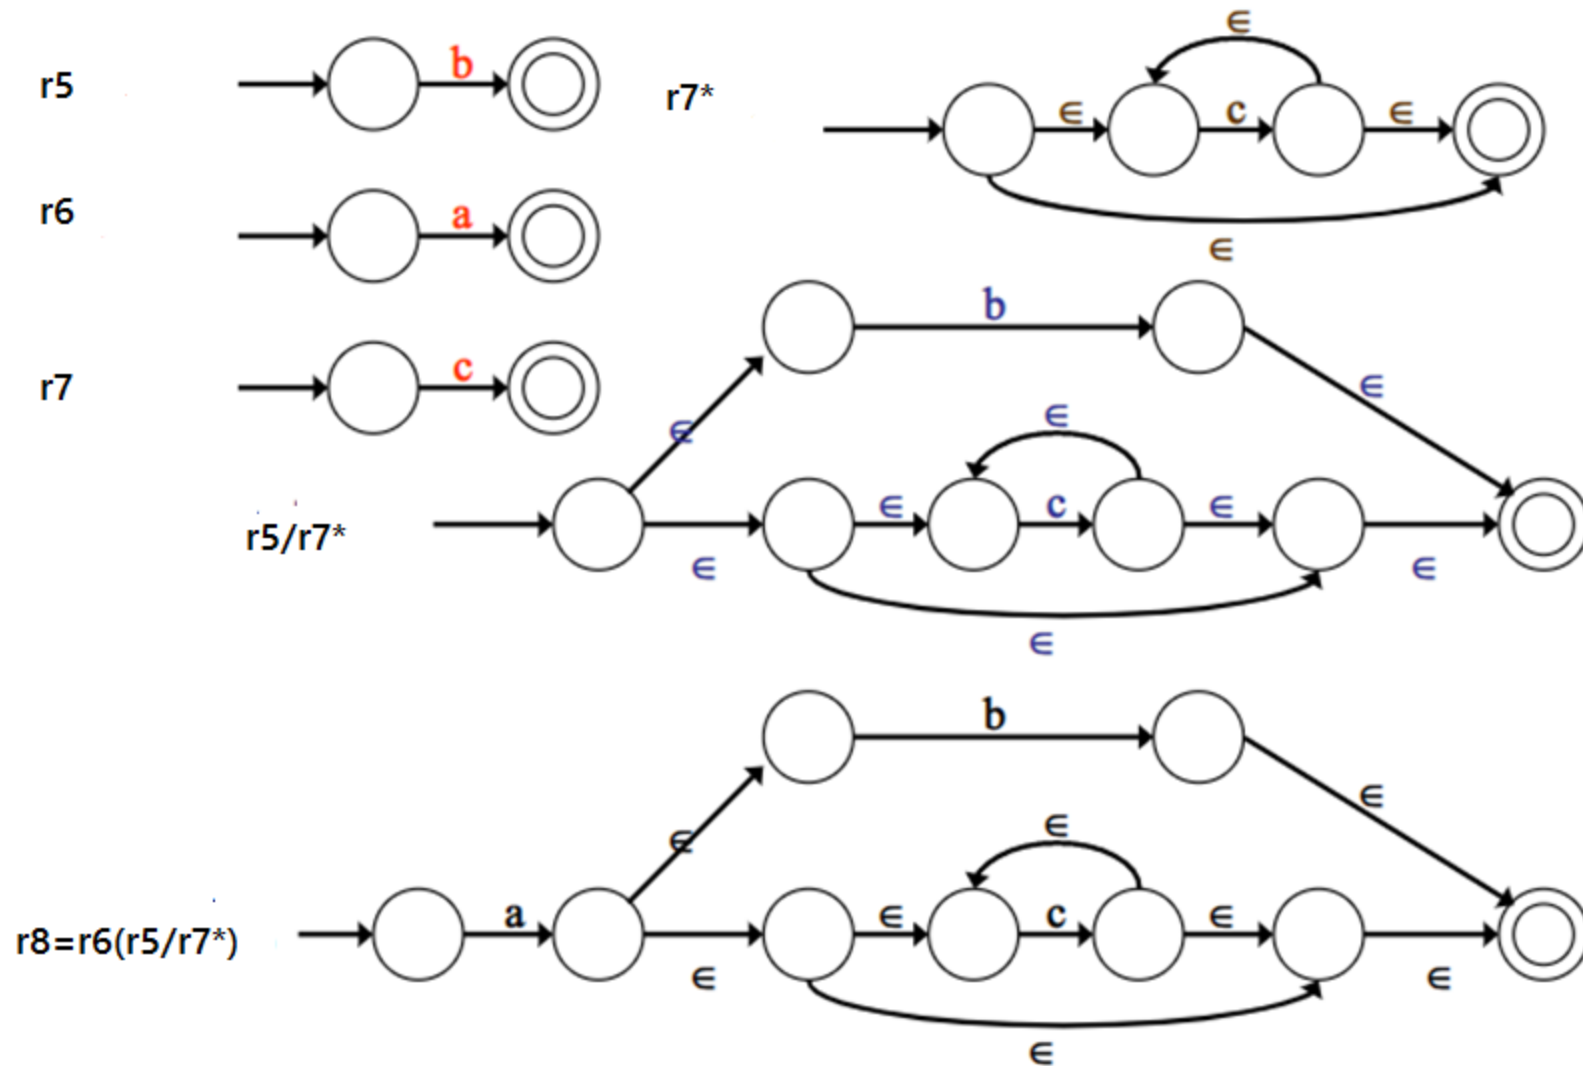 r5 b
r7* ∈ ∈ c ∈ ∈
r6 a
r7 c
b
∈ ∈
∈
r5/r7* ∈ c ∈
∈ ∈
∈
b
∈ ∈
∈
r8=r6(r5/r7*) a ∈ c ∈
∈ ∈
∈